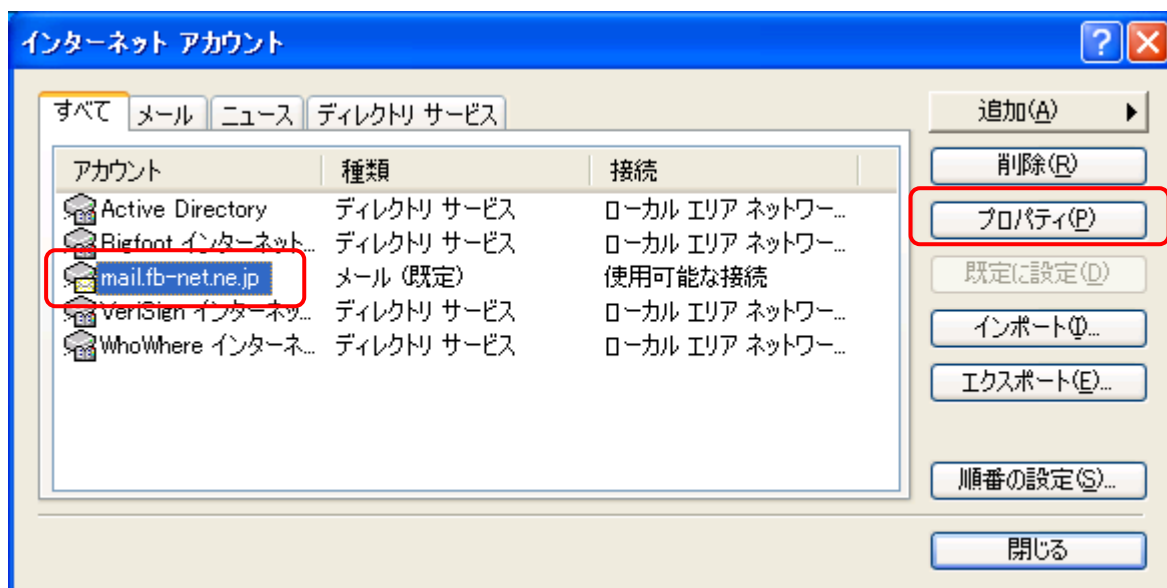 インターネット アカウント
すべて メール ニュース ディレクトリ サービス
追加(A)
アカウント 種類 接続
削除(R)
Active Directory ディレクトリ サービス ローカル エリア ネットワー...
プロパティ(P)
Bigfoot インターネット... ディレクトリ サービス ローカル エリア ネットワー...
mail.fb-net.ne.jp メール (既定) 使用可能な接続
既定に設定(D)
VeriSign インターネッ... ディレクトリ サービス ローカル エリア ネットワー...
インポート(I)...
WhoWhere インターネ... ディレクトリ サービス ローカル エリア ネットワー...
エクスポート(E)...
順番の設定(S)...
閉じる